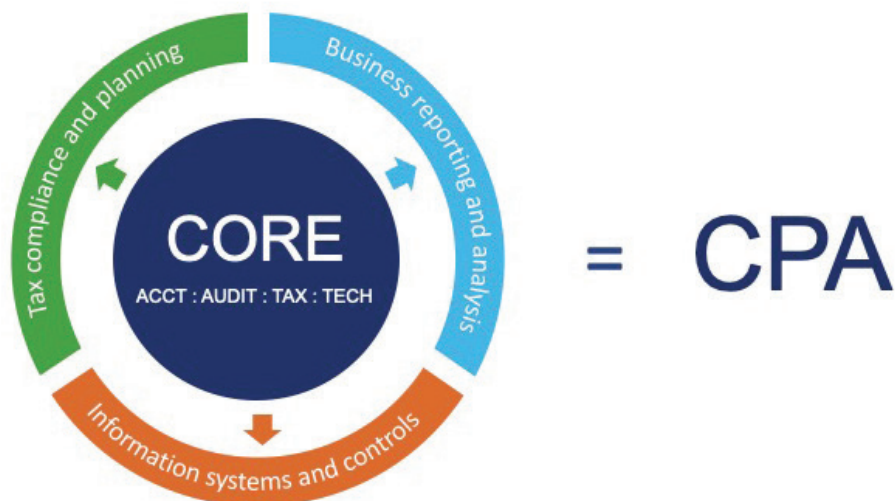 Tax compliance and planning
Business reporting and analysis
CORE
ACCT : AUDIT : TAX : TECH
Information systems and controls
= CPA